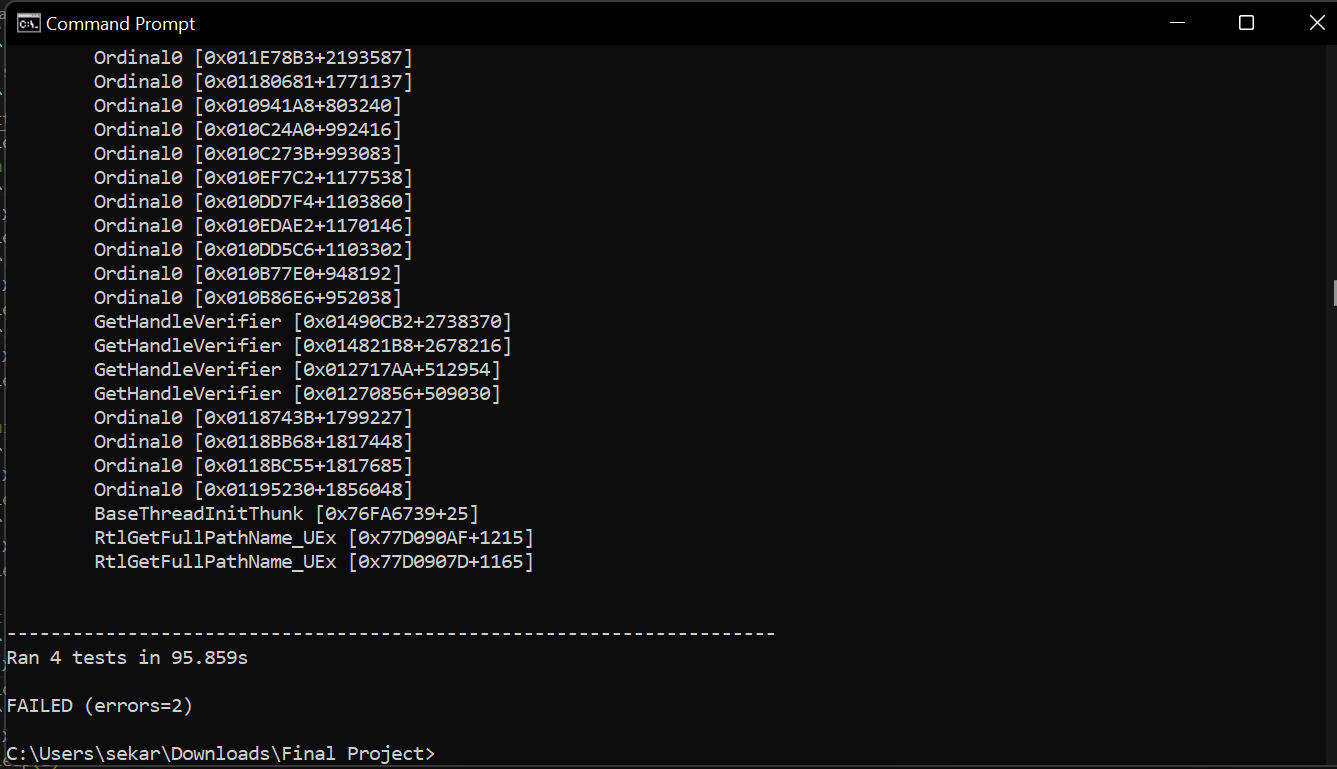 Command Prompt
Ordinal0 [0x011E78B3+2193587]
Ordinal0 [0x01180681+1771137]
Ordinal0 [0x010941A8+803240]
Ordinal0 [0x010C24A0+992416]
Ordinal0 [0x010C273B+993083]
Ordinal0 [0x010EF7C2+1177538]
Ordinal0 [0x010DD7F4+1103860]
Ordinal0 [0x010EDAE2+1170146]
Ordinal0 [0x010DD5C6+1103302]
Ordinal0 [0x010B77E0+948192]
Ordinal0 [0x010B86E6+952038]
GetHandleVerifier [0x01490CB2+2738370]
GetHandleVerifier [0x014821B8+2678216]
GetHandleVerifier [0x012717AA+512954]
GetHandleVerifier [0x01270856+509030]
Ordinal0 [0x0118743B+1799227]
Ordinal0 [0x0118BB68+1817448]
Ordinal0 [0x0118BC55+1817685]
Ordinal0 [0x01195230+1856048]
BaseThreadInitThunk [0x76FA6739+25]
RtlGetFullPathName_UEx [0x77D090AF+1215]
RtlGetFullPathName_UEx [0x77D0907D+1165]
----------------------------------------------------------------------
Ran 4 tests in 95.859s
FAILED (errors=2)
C:\Users\sekar\Downloads\Final Project>